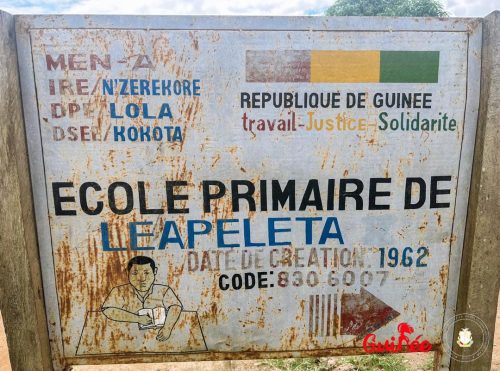 MEN-A
IRE/N'ZEREKORE
DPE/LOLA
DSEE/KOKOTA
REPUBLIQUE DE GUINEE
travail-Justice-Solidarite
ECOLE PRIMAIRE DE
LEAPELETA
DATE DE CREATION 1962
CODE: 830 6007
Guinée